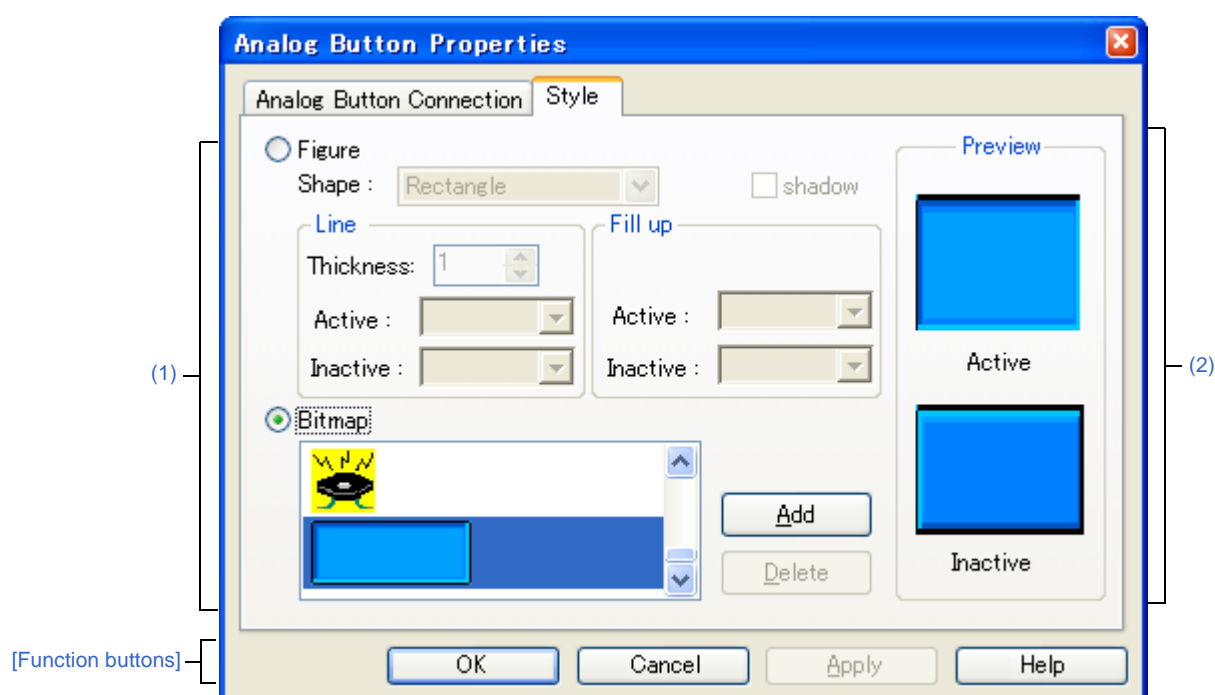 Analog Button Properties
Analog Button Connection Style
Figure
Shape : Rectangle shadow
Line
Thickness: 1
Active :
Inactive :
Fill up
Active :
Inactive :
Bitmap
Add
Delete
Preview
Active
Inactive
(1)
(2)
[Function buttons]
OK Cancel Apply Help